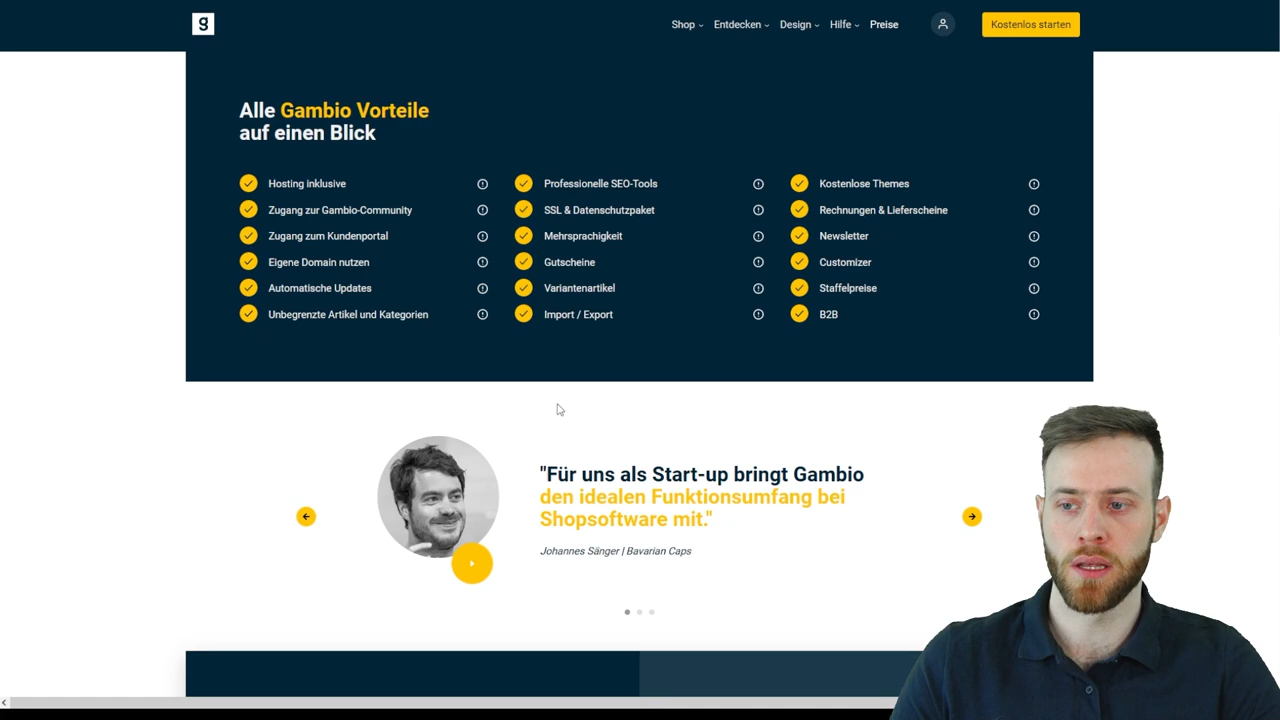 g
Shop Entdecken Design Hilfe Preise Kostenlos starten
Alle Gambio Vorteile
auf einen Blick
Hosting inklusive
Zugang zur Gambio-Community
Zugang zum Kundenportal
Eigene Domain nutzen
Automatische Updates
Unbegrenzte Artikel und Kategorien
Professionelle SEO-Tools
SSL & Datenschutzpaket
Mehrsprachigkeit
Gutscheine
Variantenartikel
Import / Export
Kostenlose Themes
Rechnungen & Lieferscheine
Newsletter
Customizer
Staffelpreise
B2B
"Für uns als Start-up bringt Gambio
den idealen Funktionsumfang bei
Shopsoftware mit."
Johannes Sänger | Bavarian Caps